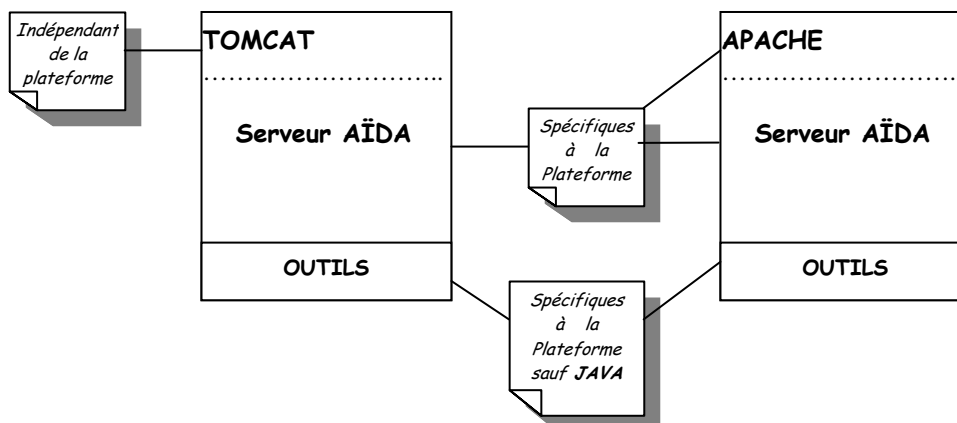 Indépendant
de la
plateforme
TOMCAT
Serveur AÏDA
OUTILS
Spécifiques
à la
Plateforme
Spécifiques
à la
Plateforme
sauf JAVA
APACHE
Serveur AÏDA
OUTILS